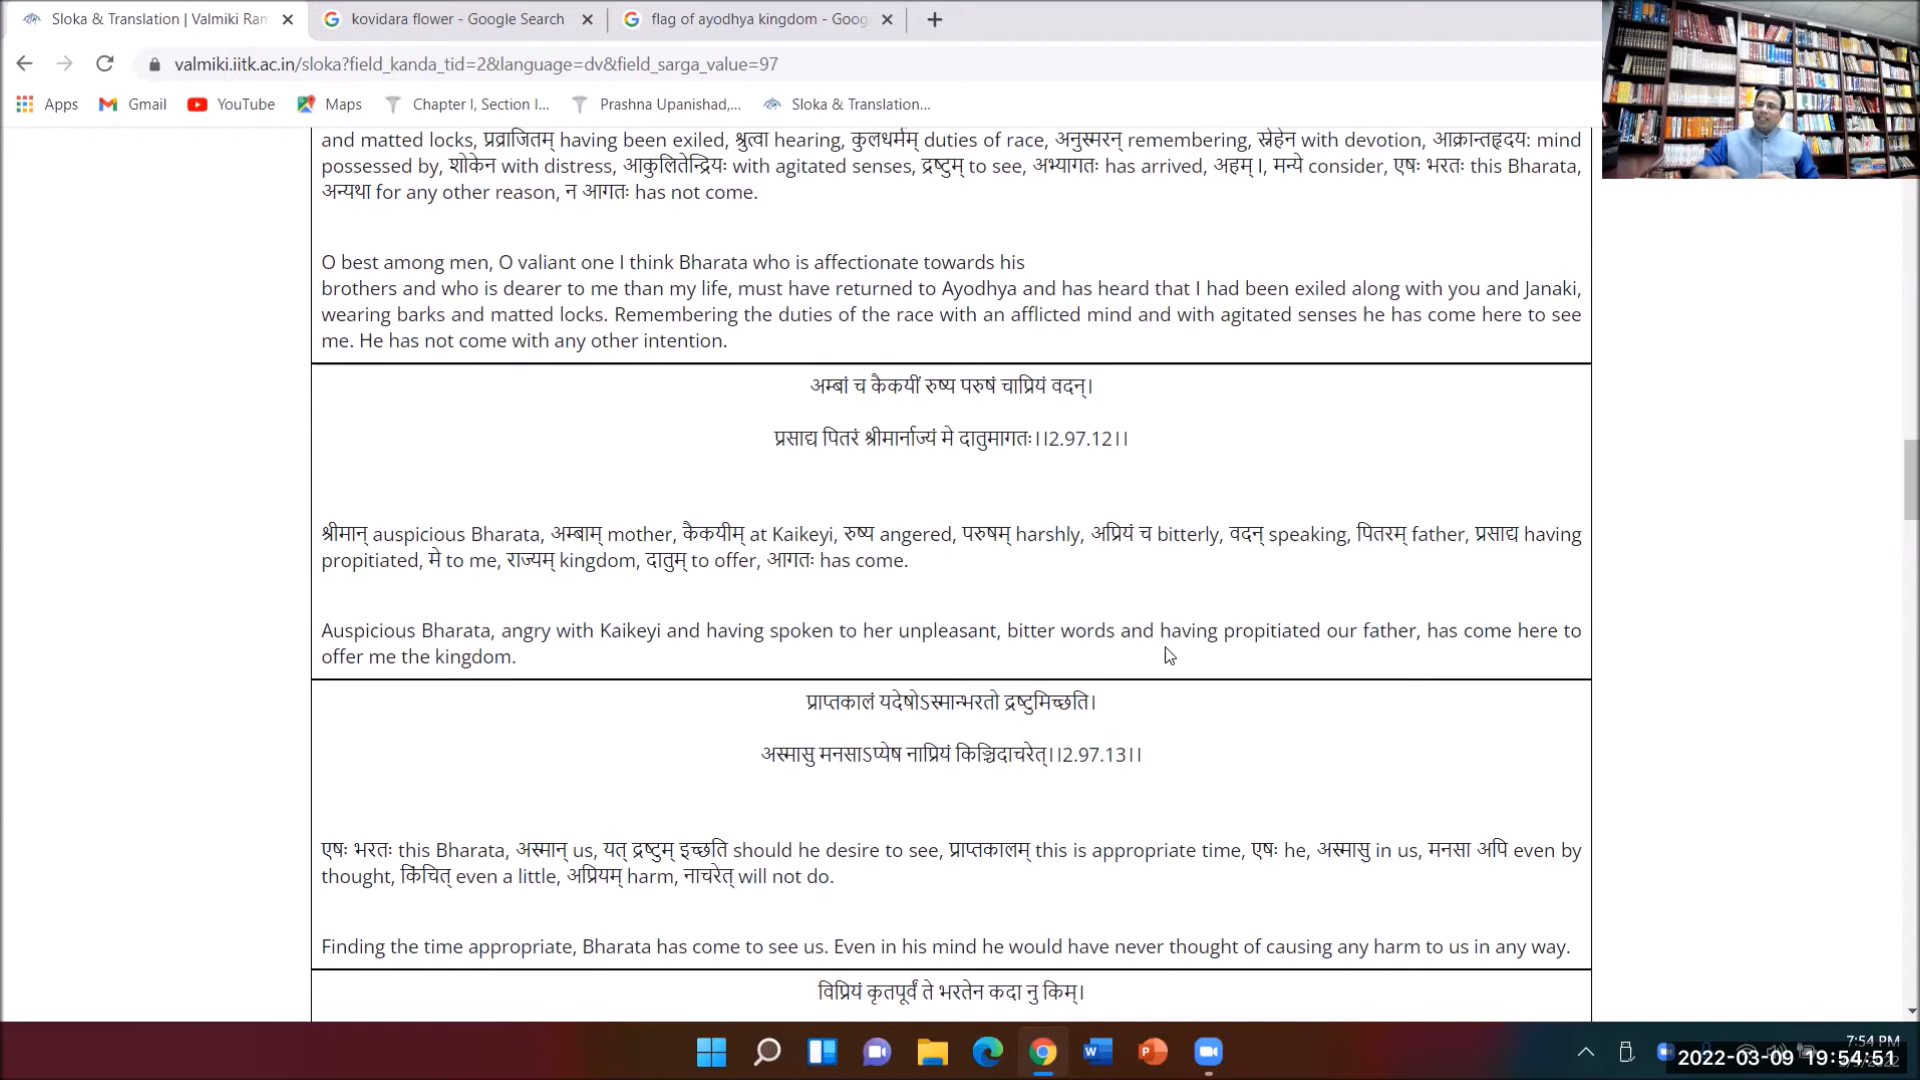 Sloka & Translation | Valmiki Ram
kovidara flower - Google Search
flag of ayodhya kingdom - Goog
valmiki.iitk.ac.in/sloka?field_kanda_tid=2&language=dv&field_sarga_value=97
Apps
Gmail
YouTube
Maps
Chapter I, Section I...
Prashna Upanishad,...
Sloka & Translation...
and matted locks, प्रव्राजितम् having been exiled, श्रुत्वा hearing, कुलधर्मम् duties of race, अनुस्मरन् remembering, स्नेहेन with devotion, आक्रान्तहृदय: mind
possessed by, शोकेन with distress, आकुलितेन्द्रियः with agitated senses, द्रष्टुम् to see, अभ्यागतः has arrived, अहम् I, मन्ये consider, एषः भरतः this Bharata,
अन्यथा for any other reason, न आगतः has not come.
O best among men, O valiant one I think Bharata who is affectionate towards his
brothers and who is dearer to me than my life, must have returned to Ayodhya and has heard that I had been exiled along with you and Janaki,
wearing barks and matted locks. Remembering the duties of the race with an afflicted mind and with agitated senses he has come here to see
me. He has not come with any other intention.
अम्बां च कैकयीं रुष्य परुषं चाप्रियं वदन्।
प्रसाद्य पितरं श्रीमार्नाज्यं मे दातुमागतः।।2.97.12।।
श्रीमान् auspicious Bharata, अम्बाम् mother, कैकयीम् at Kaikeyi, रुष्य angered, परुषम् harshly, अप्रियं च bitterly, वदन् speaking, पितरम् father, प्रसाद्य having
propitiated, मे to me, राज्यम् kingdom, दातुम् to offer, आगतः has come.
Auspicious Bharata, angry with Kaikeyi and having spoken to her unpleasant, bitter words and having propitiated our father, has come here to
offer me the kingdom.
प्राप्तकालं यदेषोऽस्मान्भरतो द्रष्टुमिच्छति।
अस्मासु मनसाऽप्येष नाप्रियं किञ्चिदाचरेत्।।2.97.13।।
एषः भरतः this Bharata, अस्मान् us, यत् द्रष्टुम् इच्छति should he desire to see, प्राप्तकालम् this is appropriate time, एषः he, अस्मासु in us, मनसा अपि even by
thought, किंचित् even a little, अप्रियम् harm, नाचरेत् will not do.
Finding the time appropriate, Bharata has come to see us. Even in his mind he would have never thought of causing any harm to us in any way.
विप्रियं कृतपूर्वं ते भरतेन कदा नु किम्।
7:54 PM
2022-03-09 19:54:51